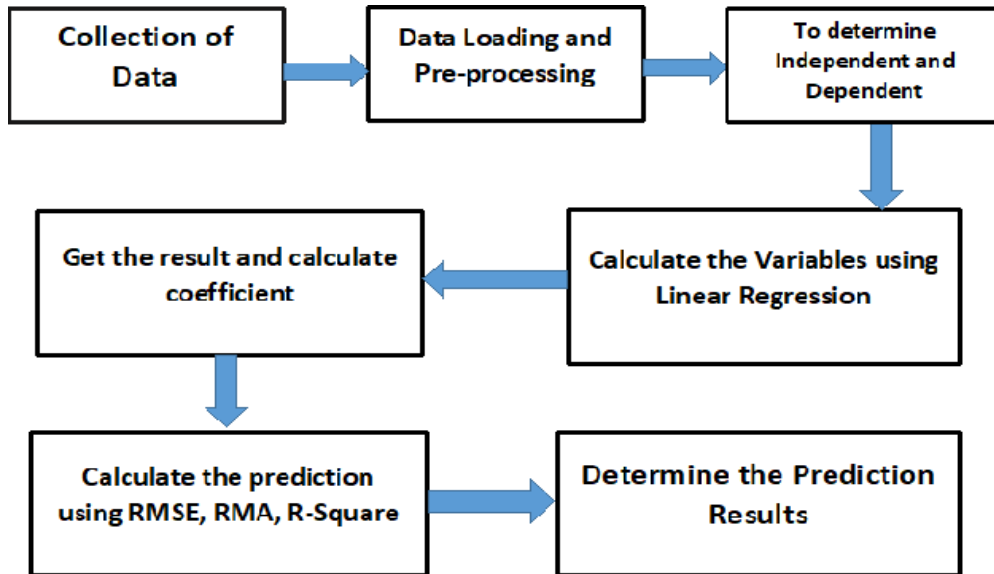 Collection of
Data
Data Loading and
Pre-processing
To determine
Independent and
Dependent
Calculate the Variables using
Linear Regression
Get the result and calculate
coefficient
Calculate the prediction
using RMSE, RMA, R-Square
Determine the Prediction
Results